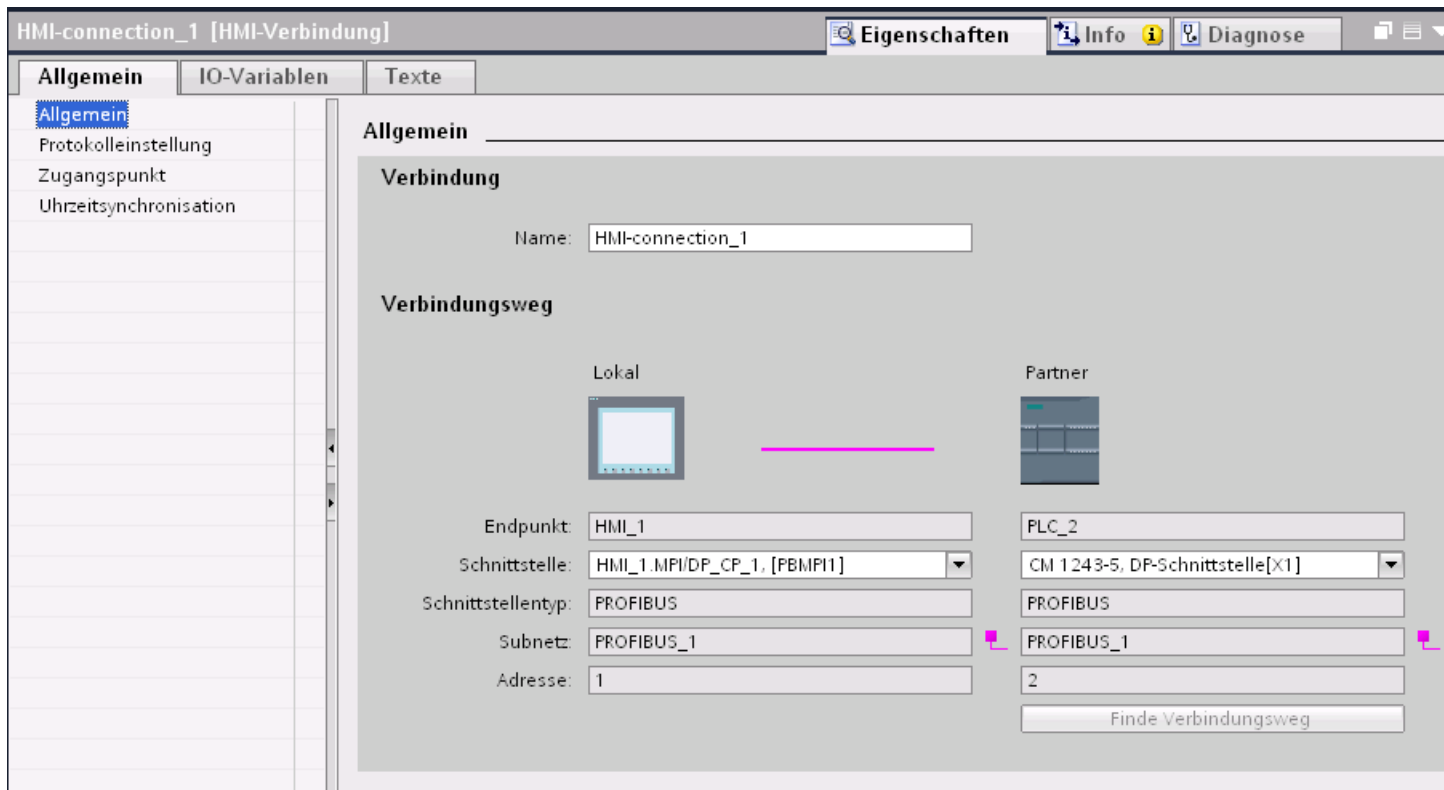 HMI-connection_1 [HMI-Verbindung]
Eigenschaften Info Diagnose
Allgemein IO-Variablen Texte
Allgemein
Protokolleinstellung
Zugangspunkt
Uhrzeitsynchronisation
Allgemein
Verbindung
Name: HMI-connection_1
Verbindungsweg
Lokal Partner
Endpunkt: HMI_1 PLC_2
Schnittstelle: HMI_1.MPI/DP_CP_1, [PBMPI1] CM 1243-5, DP-Schnittstelle[X1]
Schnittstellentyp: PROFIBUS PROFIBUS
Subnetz: PROFIBUS_1 PROFIBUS_1
Adresse: 1 2
Finde Verbindungsweg